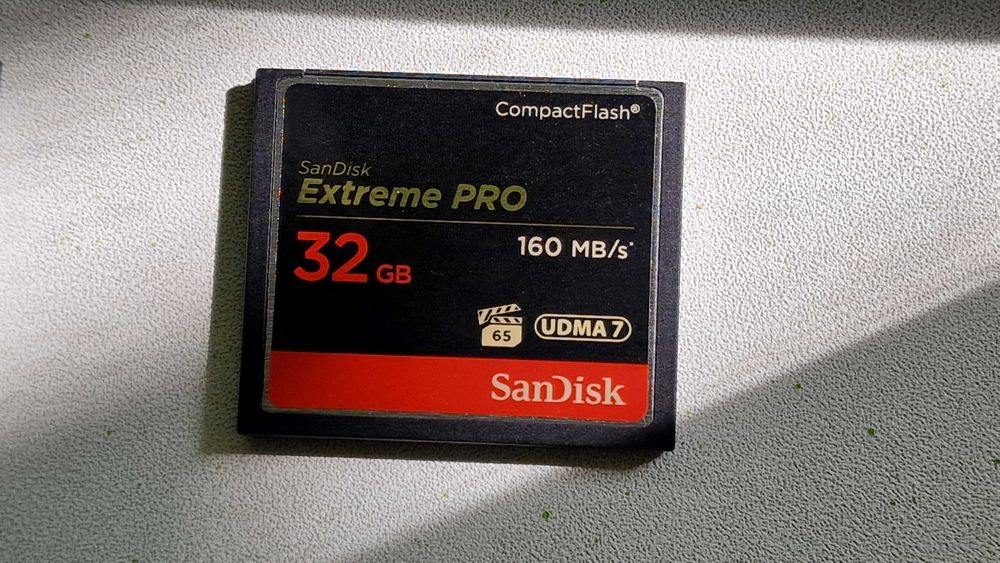 CompactFlash®
SanDisk
Extreme PRO
32 GB
160 MB/s*
65
UDMA 7
SanDisk